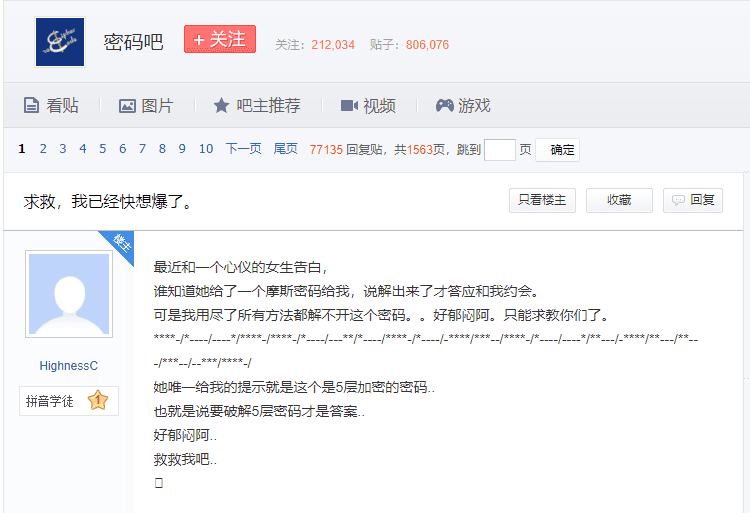 密码吧
+ 关注
关注：212,034 贴子：806,076
看贴 图片 吧主推荐 视频 游戏
1 2 3 4 5 6 7 8 9 10 下一页 尾页 77135 回复贴，共1563页，跳到 页 确定
求救，我已经快想爆了。 只看楼主 收藏 回复
楼主
最近和一个心仪的女生告白，
谁知道她给了一个摩斯密码给我，说解出来了才答应和我约会。
可是我用尽了所有方法都解不开这个密码。。好郁闷阿。只能求教你们了。
****-/*----/----*/****-/****-/*----/---**/*----/****-/*----/-****/***--/****-/*----/----*/**---/-****/**---/**--
-/***--/--***/****-/
她唯一给我的提示就是这个是5层加密的密码..
也就是说要破解5层密码才是答案..
好郁闷阿..
救救我吧..
HighnessC
拼音学徒 1